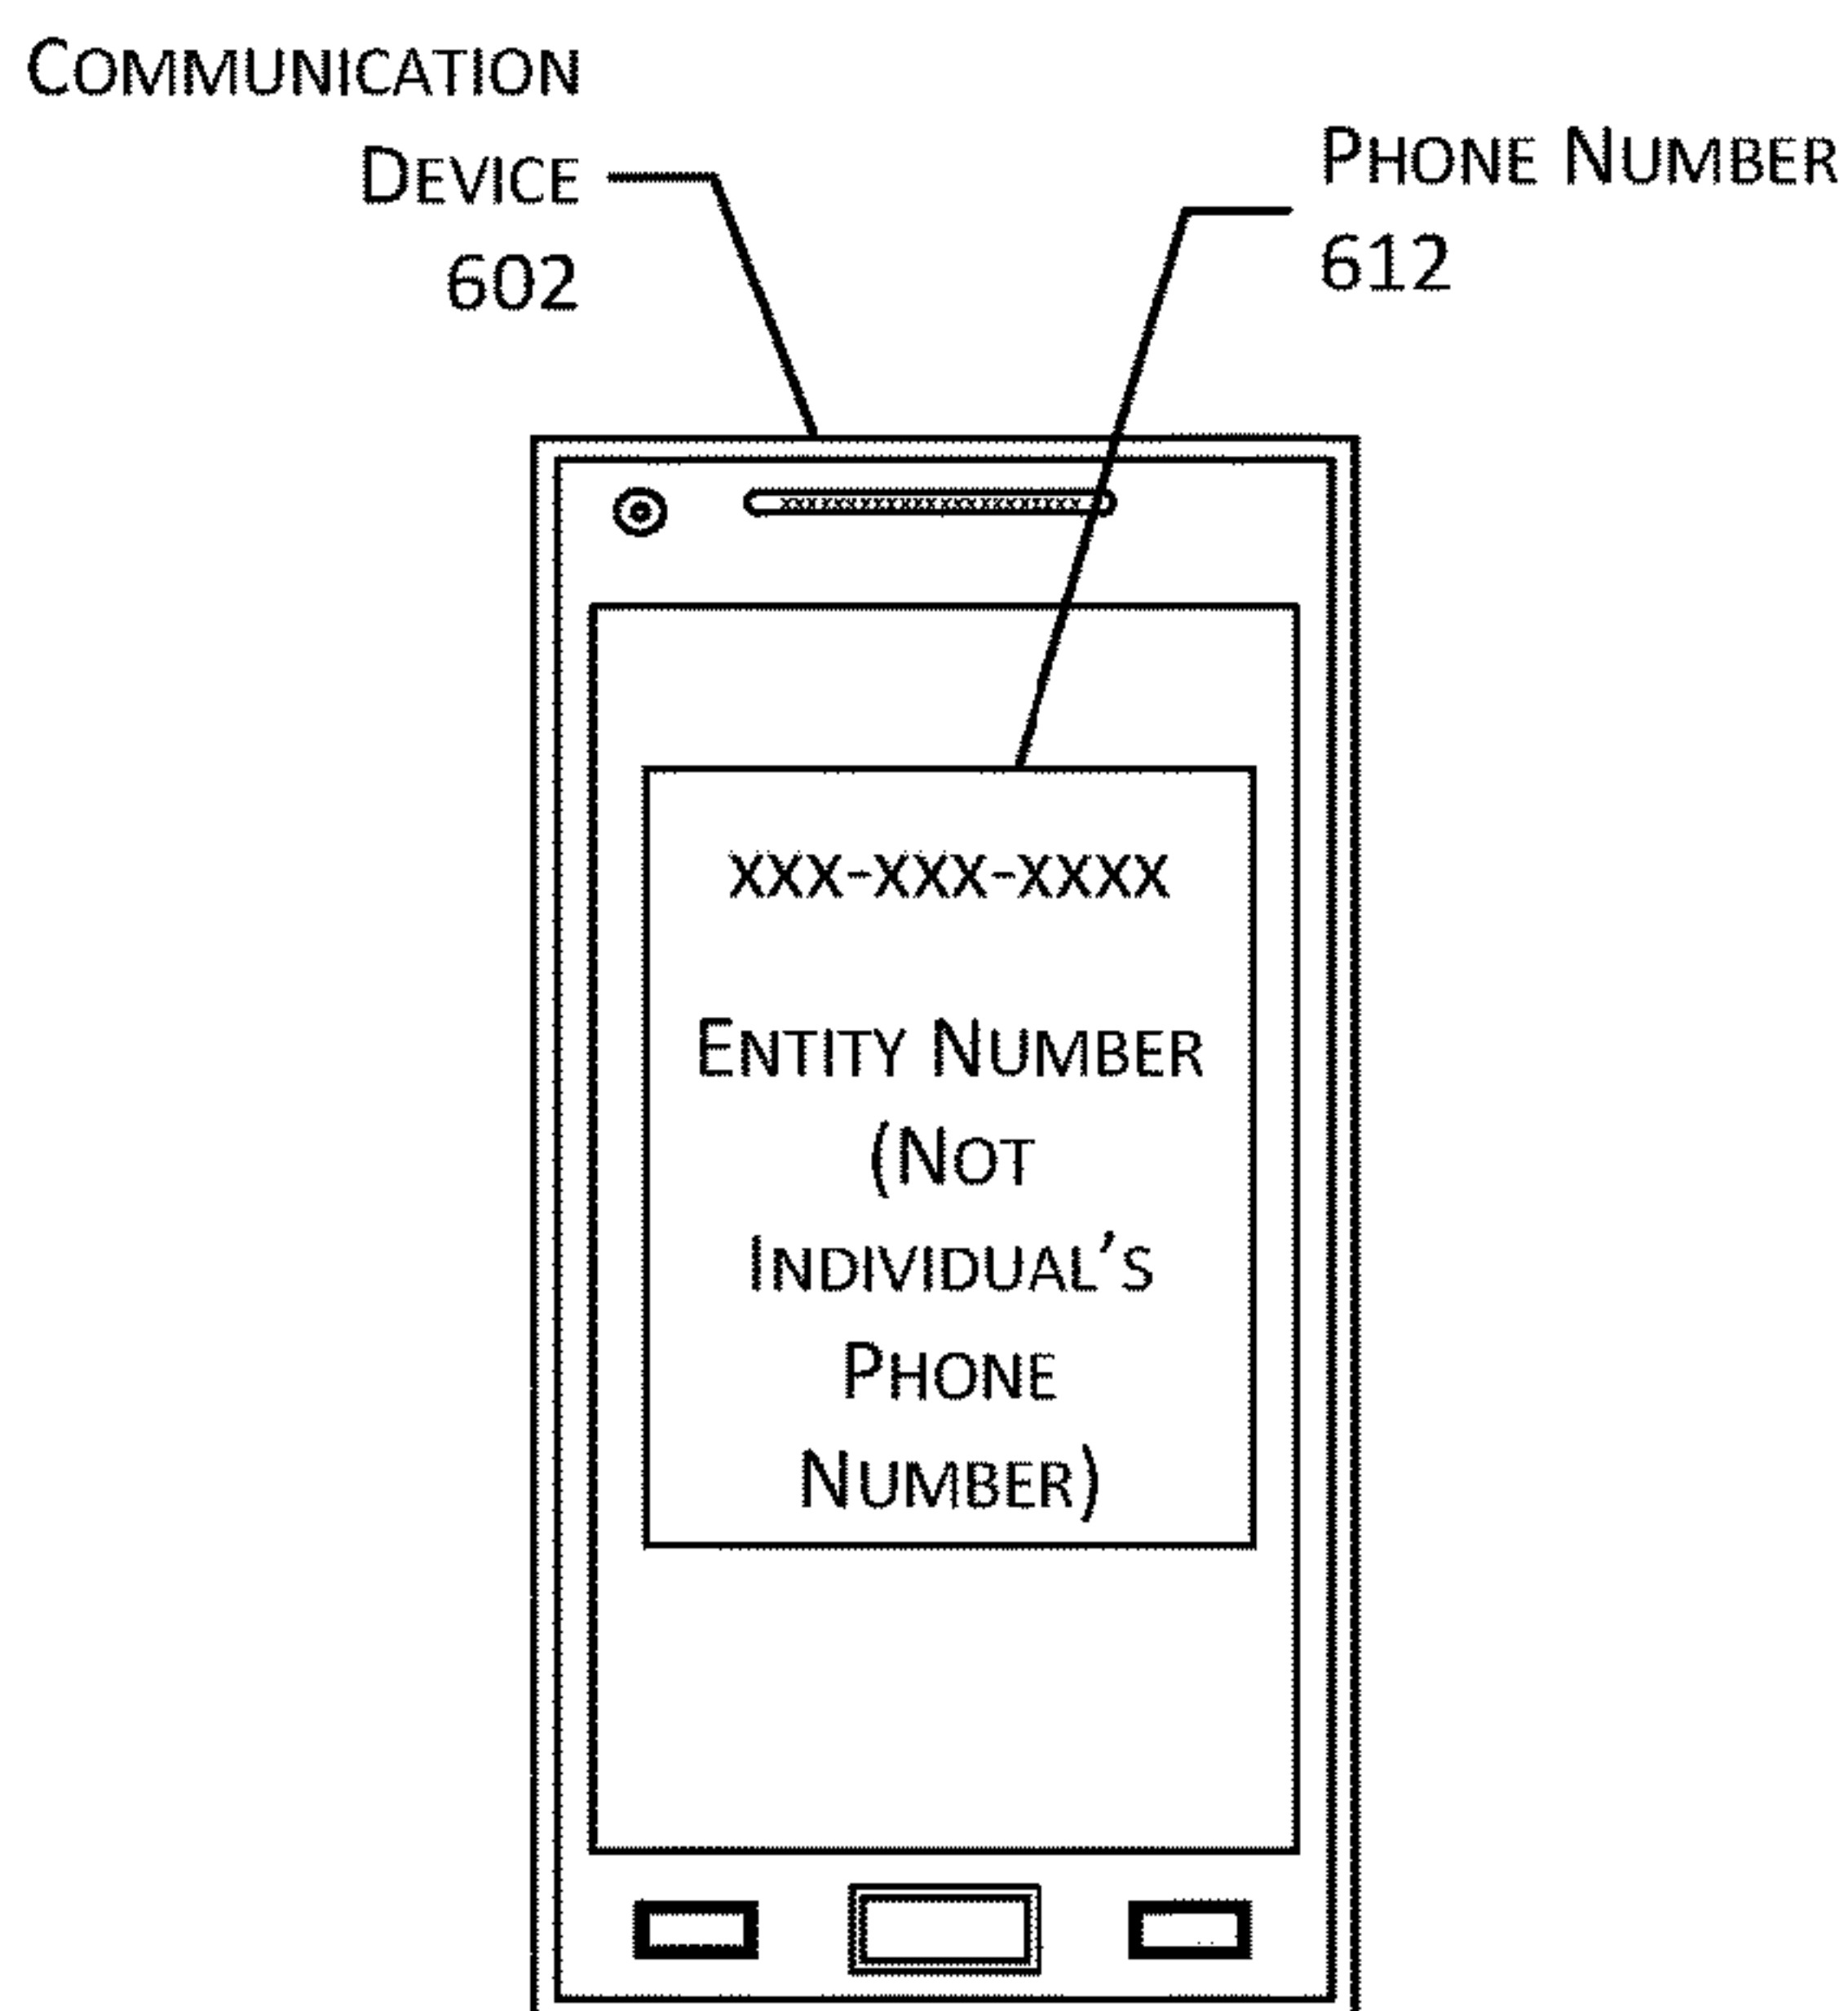 COMMUNICATION
DEVICE
602
PHONE NUMBER
612
XXX-XXX-XXXX
ENTITY NUMBER
(NOT
INDIVIDUAL'S
PHONE
NUMBER)